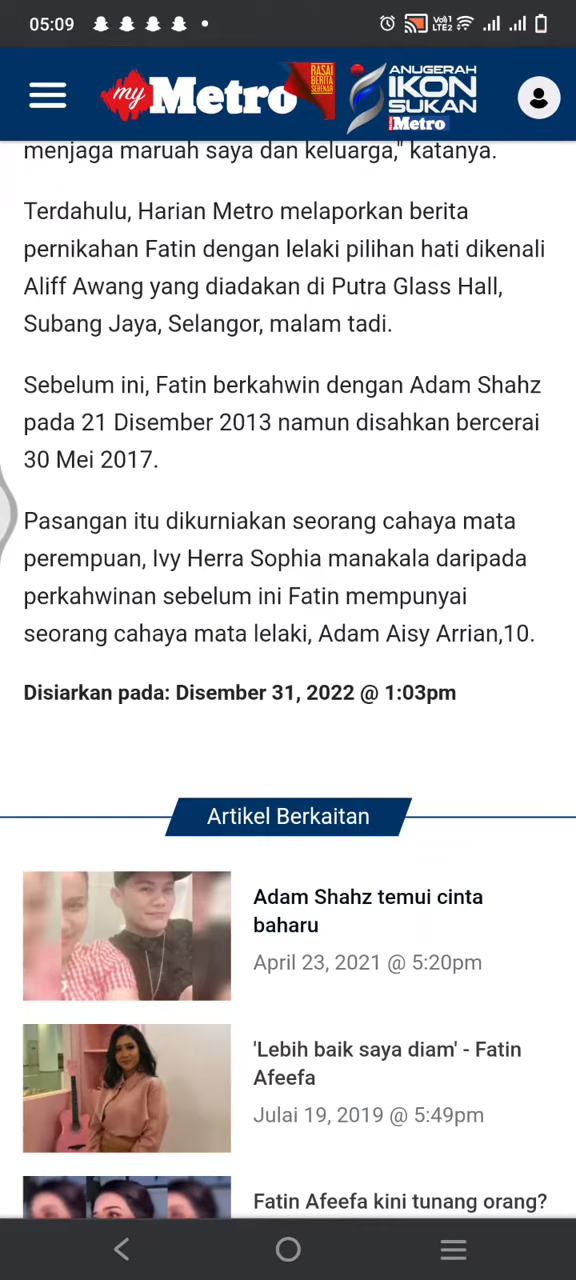 05:09
Vo))1
LTE2
my Metro
RASAI
BERITA
SEBENAR
ANUGERAH
IKON
SUKAN
Metro
menjaga maruah saya dan keluarga," katanya.
Terdahulu, Harian Metro melaporkan berita
pernikahan Fatin dengan lelaki pilihan hati dikenali
Aliff Awang yang diadakan di Putra Glass Hall,
Subang Jaya, Selangor, malam tadi.
Sebelum ini, Fatin berkahwin dengan Adam Shahz
pada 21 Disember 2013 namun disahkan bercerai
30 Mei 2017.
Pasangan itu dikurniakan seorang cahaya mata
perempuan, Ivy Herra Sophia manakala daripada
perkahwinan sebelum ini Fatin mempunyai
seorang cahaya mata lelaki, Adam Aisy Arrian,10.
Disiarkan pada: Disember 31, 2022 @ 1:03pm
Artikel Berkaitan
Adam Shahz temui cinta
baharu
April 23, 2021 @ 5:20pm
'Lebih baik saya diam' - Fatin
Afeefa
Julai 19, 2019 @ 5:49pm
Fatin Afeefa kini tunang orang?